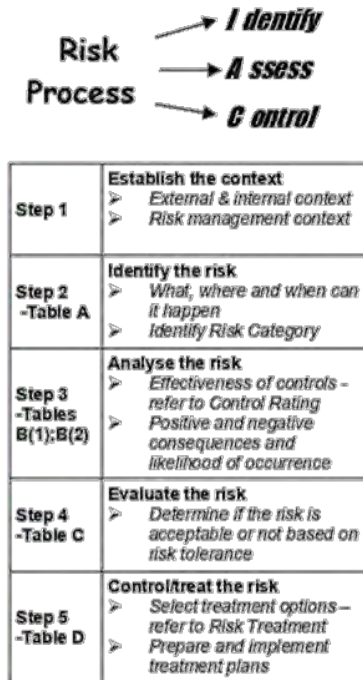 Risk
Process
I dentify
A ssess
C ontrol
Step 1
Establish the context
➢ External & internal context
➢ Risk management context
Step 2
-Table A
Identify the risk
➢ What, where and when can
it happen
➢ Identify Risk Category
Step 3
-Tables
B(1);B(2)
Analyse the risk
➢ Effectiveness of controls –
refer to Control Rating
➢ Positive and negative
consequences and
likelihood of occurrence
Step 4
-Table C
Evaluate the risk
➢ Determine if the risk is
acceptable or not based on
risk tolerance
Step 5
-Table D
Control/treat the risk
➢ Select treatment options –
refer to Risk Treatment
➢ Prepare and implement
treatment plans